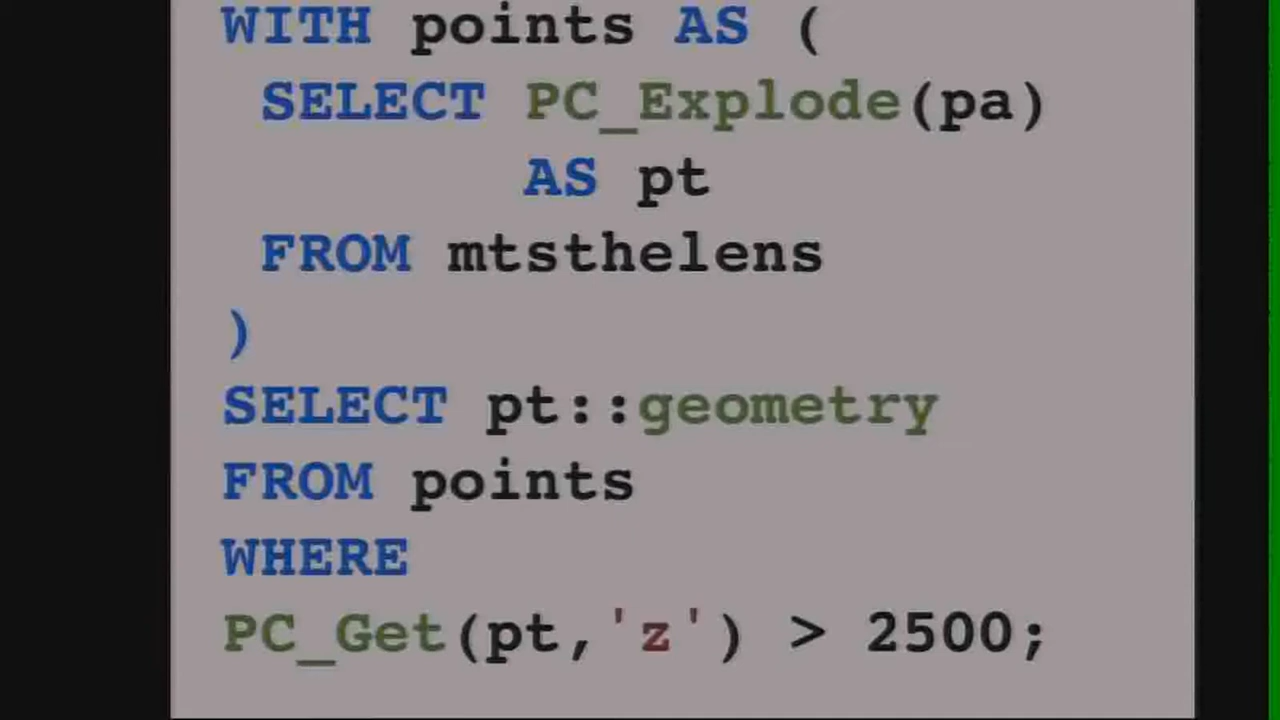 WITH points AS (
SELECT PC_Explode(pa)
AS pt
FROM mtsthelens
)
SELECT pt::geometry
FROM points
WHERE
PC_Get(pt,'z') > 2500;